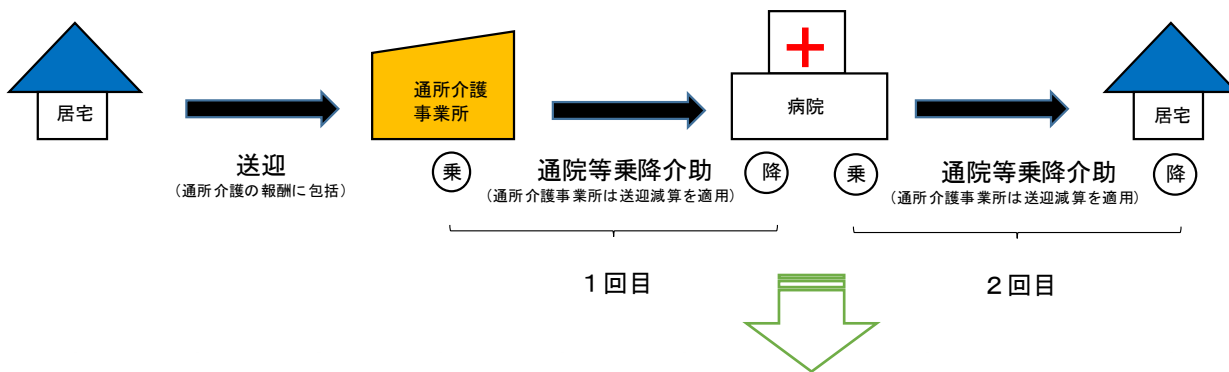 居宅
通所介護
事業所
病院
居宅
送迎
（通所介護の報酬に包括）
乗
通院等乗降介助
（通所介護事業所は送迎減算を適用）
降
乗
通院等乗降介助
（通所介護事業所は送迎減算を適用）
降
１回目
２回目